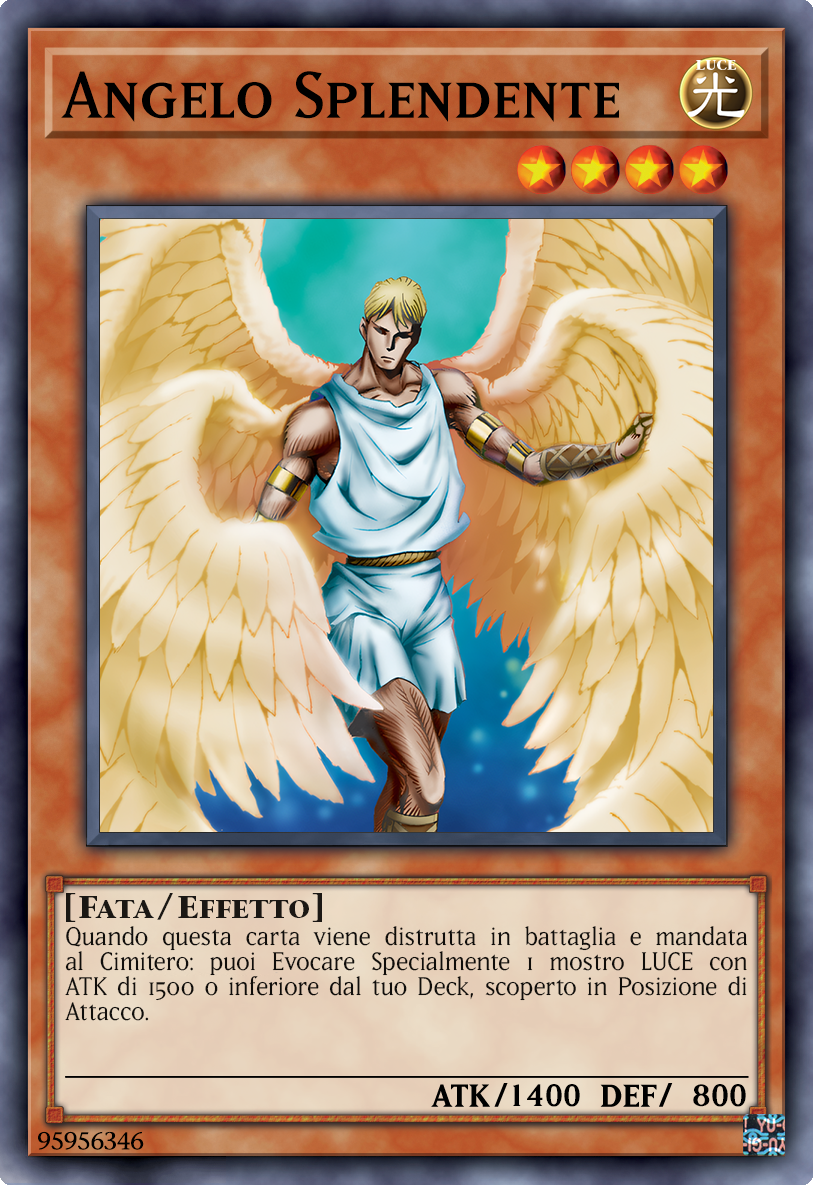 Angelo Splendente
LUCE
光
[Fata/Effetto]
Quando questa carta viene distrutta in battaglia e mandata
al Cimitero: puoi Evocare Specialmente 1 mostro LUCE con
ATK di 1500 o inferiore dal tuo Deck, scoperto in Posizione di
Attacco.
ATK/1400 DEF/ 800
95956346